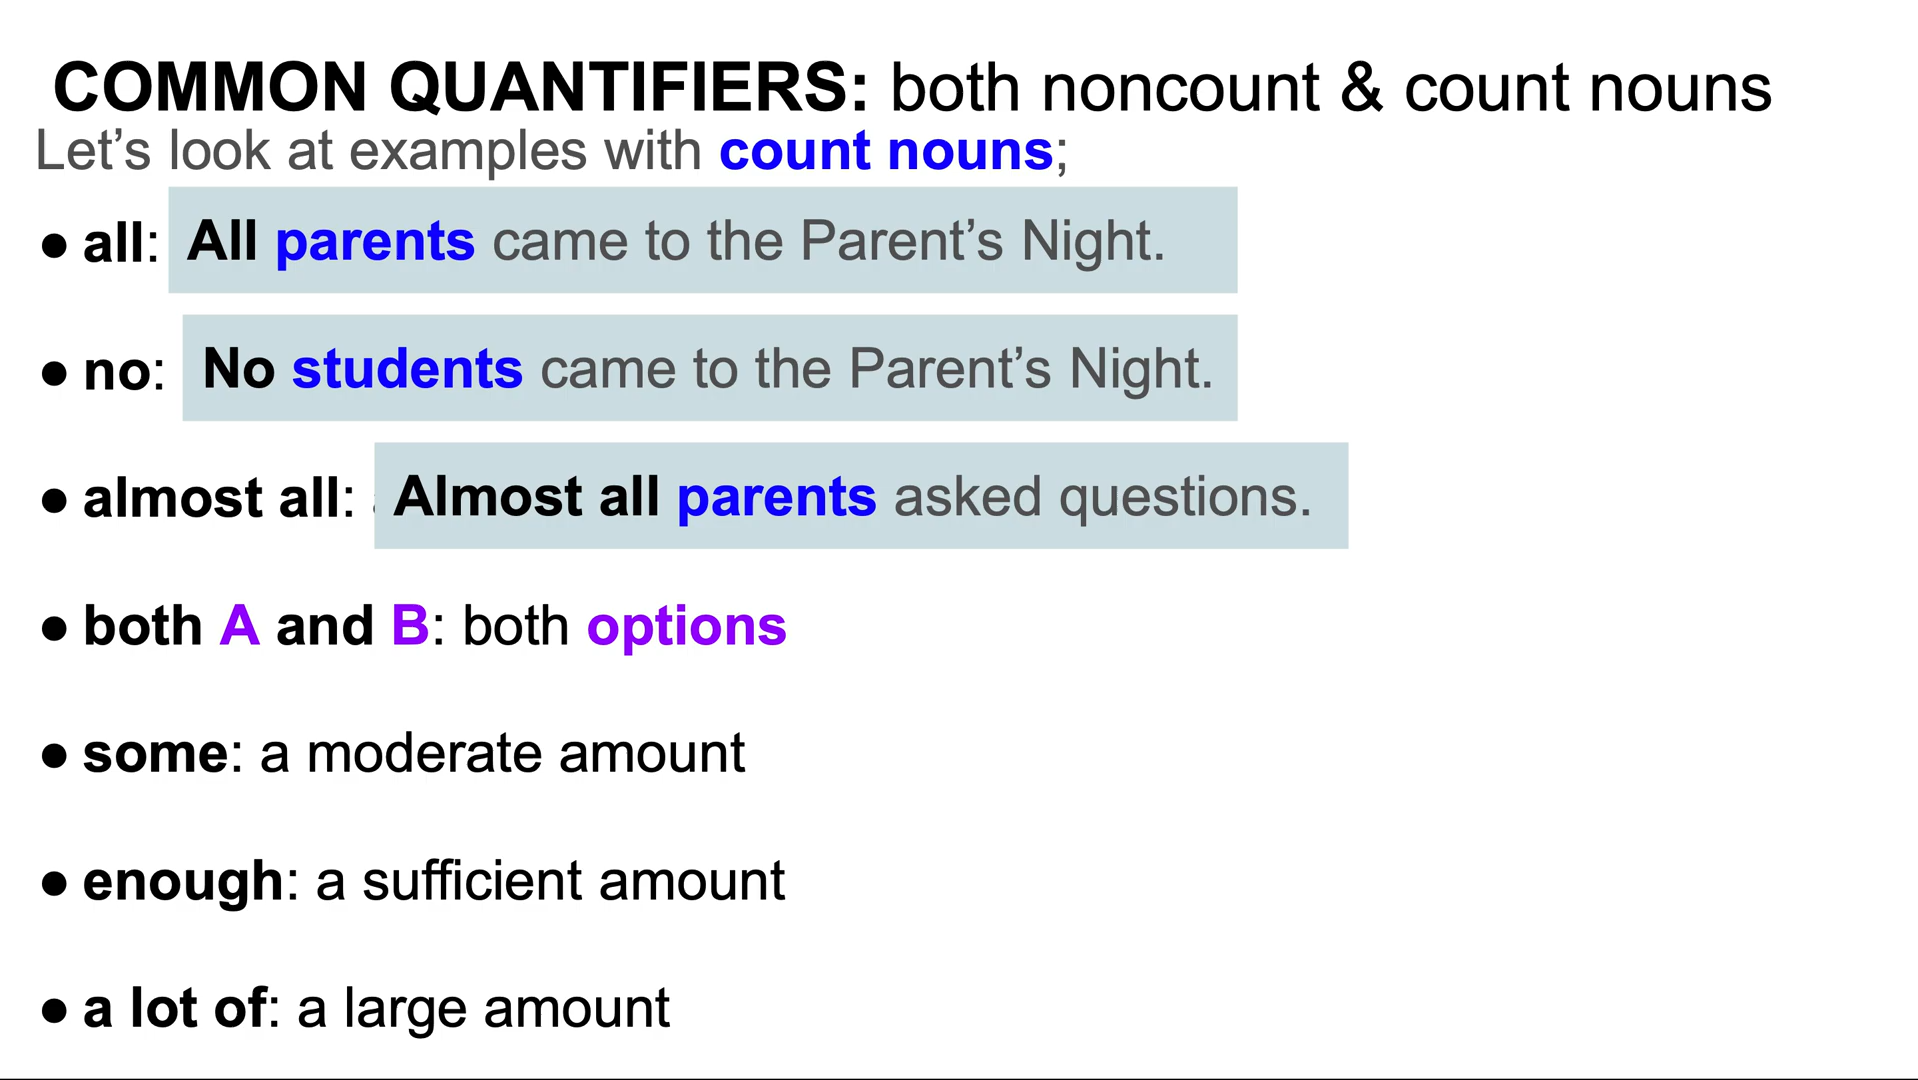 COMMON QUANTIFIERS: both noncount & count nouns
Let’s look at examples with count nouns;
● all: All parents came to the Parent’s Night.
● no: No students came to the Parent’s Night.
● almost all: Almost all parents asked questions.
● both A and B: both options
● some: a moderate amount
● enough: a sufficient amount
● a lot of: a large amount